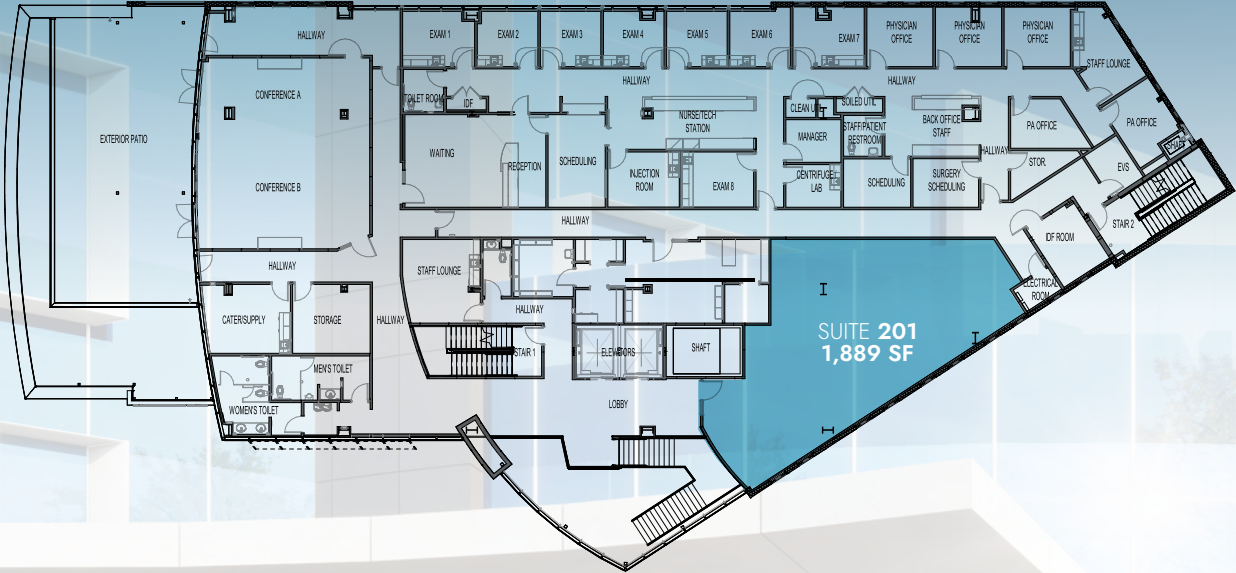 HALLWAY
EXAM 1
EXAM 2
EXAM 3
EXAM 4
EXAM 5
EXAM 6
EXAM 7
PHYSICIAN
OFFICE
PHYSICIAN
OFFICE
PHYSICIAN
OFFICE
STAFF LOUNGE
HALLWAY
HALLWAY
CONFERENCE A
TOILET ROOM
IDF
CLEAN UTL
SOILED UTIL
EXTERIOR PATIO
NURSE/TECH
STATION
MANAGER
STAFF/PATIENT
RESTROOM
BACK OFFICE
STAFF
PA OFFICE
PA OFFICE
WAITING
RECEPTION
SCHEDULING
HALLWAY
SHAFT
STOR.
EVS
CONFERENCE B
INJECTION
ROOM
EXAM 8
CENTRIFUGE
LAB
SCHEDULING
SURGERY
SCHEDULING
HALLWAY
STAIR 2
IDF ROOM
HALLWAY
STAFF LOUNGE
ELECTRICAL
ROOM
CATER/SUPPLY
STORAGE
HALLWAY
HALLWAY
STAIR 1
ELEVATORS
SHAFT
SUITE 201
1,889 SF
MEN'S TOILET
WOMEN'S TOILET
LOBBY